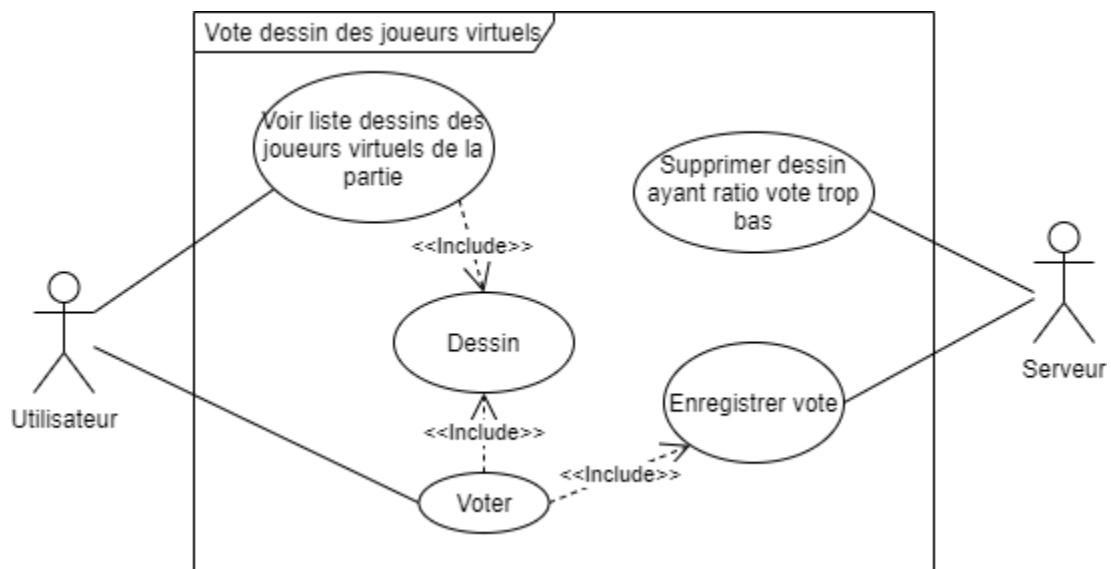 Vote dessin des joueurs virtuels
Voir liste dessins des
joueurs virtuels de la
partie
Supprimer dessin
ayant ratio vote trop
bas
<<Include>>
Dessin
Utilisateur
Serveur
Enregistrer vote
<<Include>>
<<Include>>
Voter